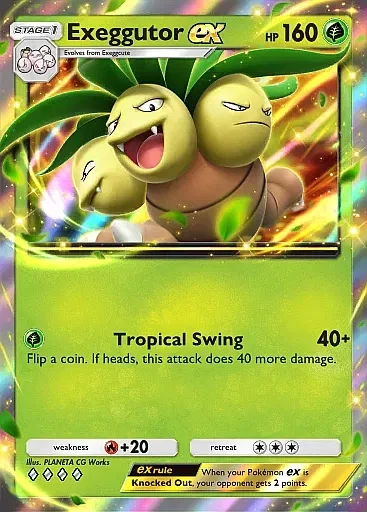 STAGE 1 Exeggutor ex HP 160
Evolves from Exeggcute
Tropical Swing 40+
Flip a coin. If heads, this attack does 40 more damage.
weakness +20 retreat
Illus. PLANETA CG Works
ex rule When your Pokémon ex is
Knocked Out, your opponent gets 2 points.